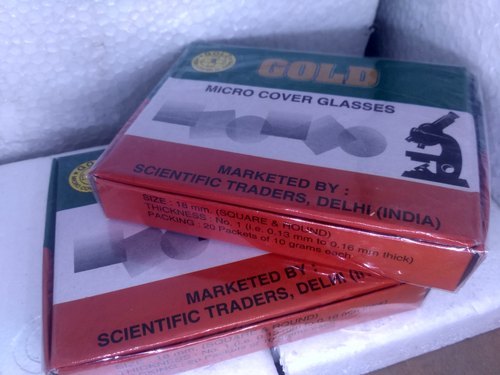 GOLD
MICRO COVER GLASSES
MARKETED BY :
SCIENTIFIC TRADERS, DELHI (INDIA)
SIZE : 18 mm. (SQUARE & ROUND)
THICKNESS : No. 1 (i.e. 0.13 mm to 0.16 mm thick)
PACKING : 20 Packets of 10 grams each.
MARKETED BY :
SCIENTIFIC TRADERS, DELHI